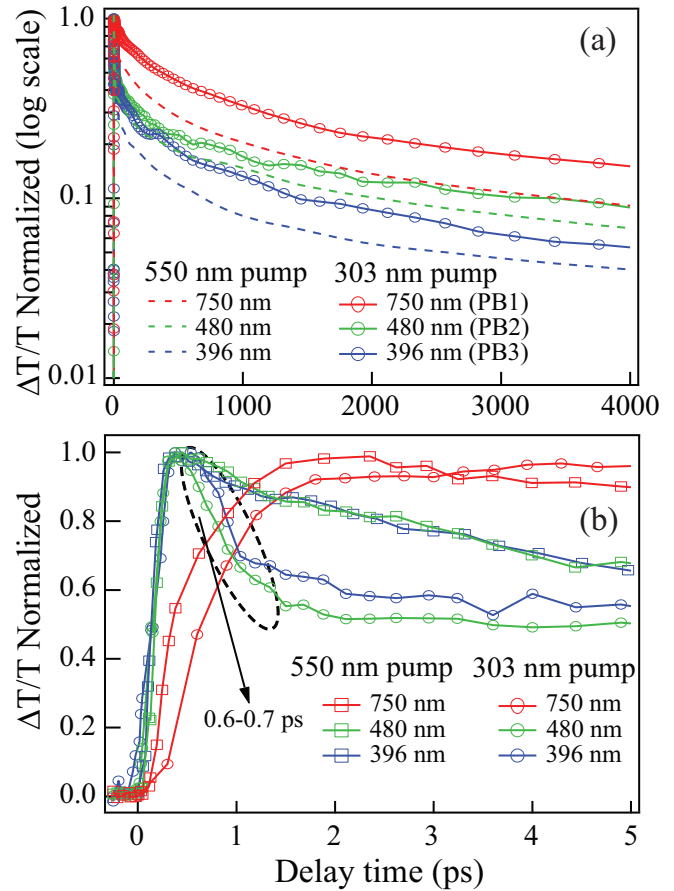 ΔT/T Normalized (log scale)
1.0
0.1
0.01
(a)
550 nm pump
750 nm
480 nm
396 nm
303 nm pump
750 nm (PB1)
480 nm (PB2)
396 nm (PB3)
0
1000
2000
3000
4000
ΔT/T Normalized
1.0
0.8
0.6
0.4
0.2
0.0
(b)
0.6-0.7 ps
550 nm pump
750 nm
480 nm
396 nm
303 nm pump
750 nm
480 nm
396 nm
0
1
2
3
4
5
Delay time (ps)